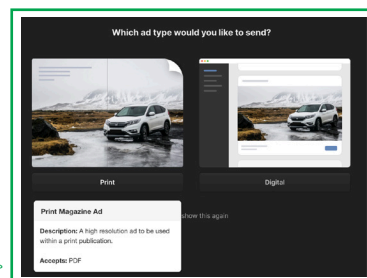 Which ad type would you like to send?
Print
Digital
show this again
Print Magazine Ad
Description: A high resolution ad to be used
within a print publication.
Accepts: PDF